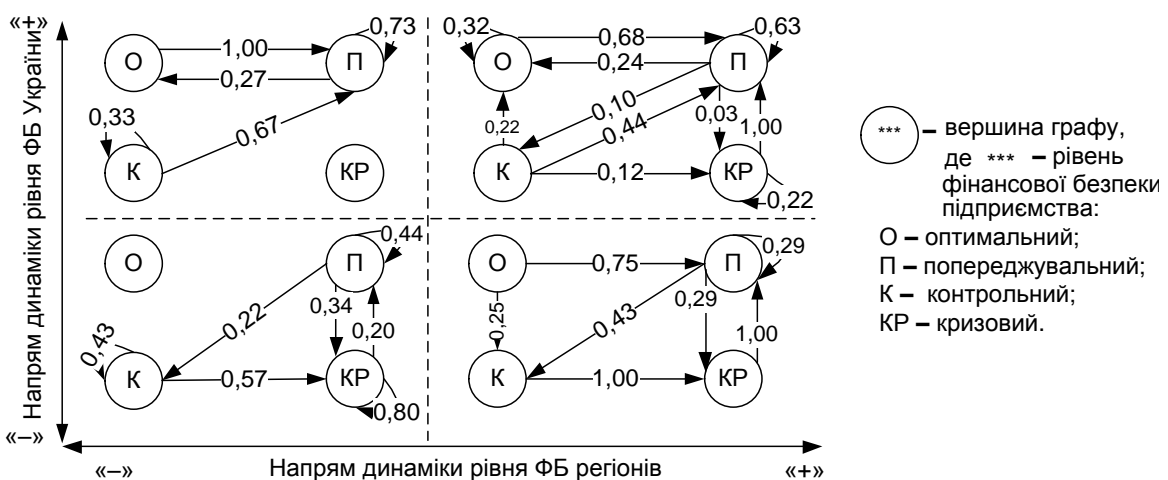 «+»
Напрям динаміки рівня ФБ України
«–»
О
1,00
0,27
П
0,73
0,33
К
0,67
КР
0,32
О
0,68
0,24
П
0,63
0,10
0,44
0,22
0,03
1,00
К
0,12
КР
0,22
О
П
0,44
0,22
0,34
0,20
0,43
К
0,57
КР
0,80
О
0,75
П
0,29
0,25
0,43
0,29
1,00
К
1,00
КР
«–»
Напрям динаміки рівня ФБ регіонів
«+»
*** – вершина графу,
де *** – рівень
фінансової безпеки
підприємства:
О – оптимальний;
П – попереджувальний;
К – контрольний;
КР – кризовий.